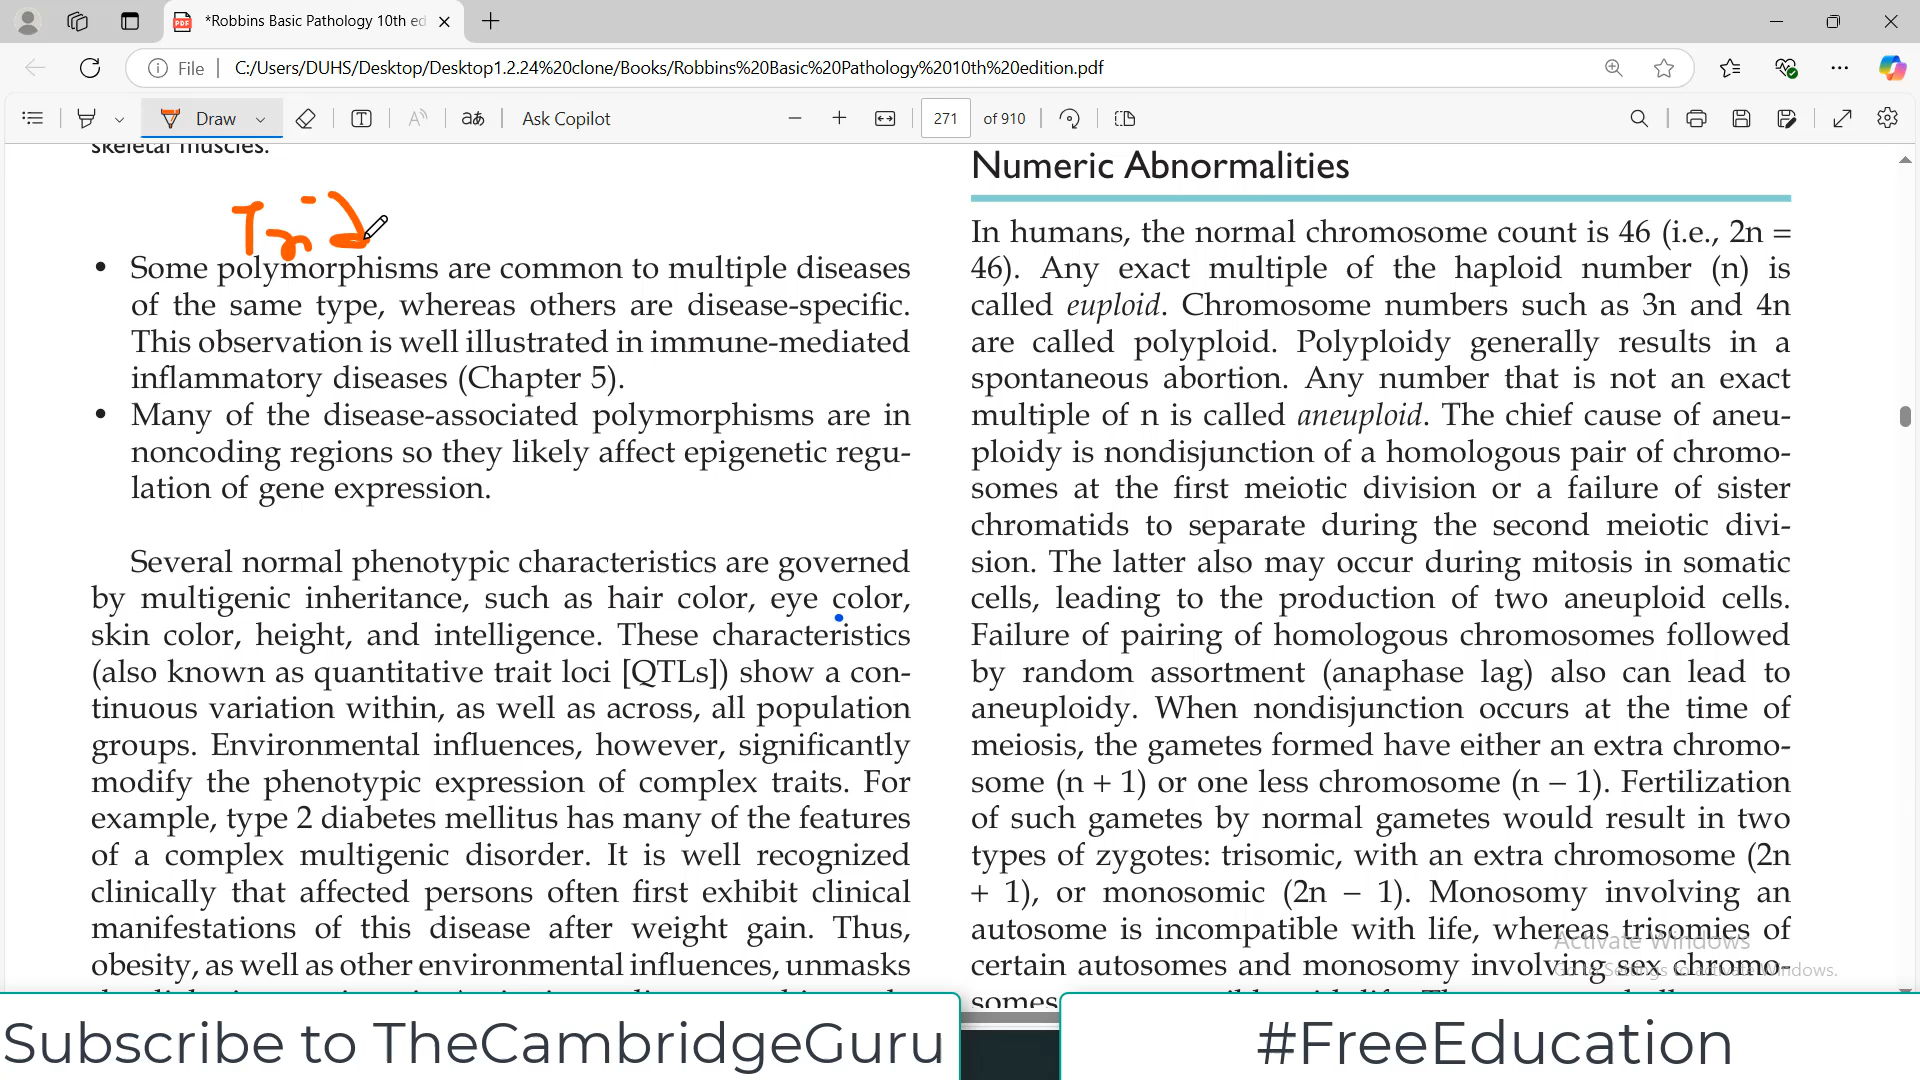 *Robbins Basic Pathology 10th ed
File
C:/Users/DUHS/Desktop/Desktop1.2.24%20clone/Books/Robbins%20Basic%20Pathology%2010th%20edition.pdf
Draw
aあ
Ask Copilot
271
of 910
skeletal muscles.
• Some polymorphisms are common to multiple diseases
of the same type, whereas others are disease-specific.
This observation is well illustrated in immune-mediated
inflammatory diseases (Chapter 5).
• Many of the disease-associated polymorphisms are in
noncoding regions so they likely affect epigenetic regu-
lation of gene expression.
Several normal phenotypic characteristics are governed
by multigenic inheritance, such as hair color, eye color,
skin color, height, and intelligence. These characteristics
(also known as quantitative trait loci [QTLs]) show a con-
tinuous variation within, as well as across, all population
groups. Environmental influences, however, significantly
modify the phenotypic expression of complex traits. For
example, type 2 diabetes mellitus has many of the features
of a complex multigenic disorder. It is well recognized
clinically that affected persons often first exhibit clinical
manifestations of this disease after weight gain. Thus,
obesity, as well as other environmental influences, unmasks
Numeric Abnormalities
In humans, the normal chromosome count is 46 (i.e., 2n =
46). Any exact multiple of the haploid number (n) is
called euploid. Chromosome numbers such as 3n and 4n
are called polyploid. Polyploidy generally results in a
spontaneous abortion. Any number that is not an exact
multiple of n is called aneuploid. The chief cause of aneu-
ploidy is nondisjunction of a homologous pair of chromo-
somes at the first meiotic division or a failure of sister
chromatids to separate during the second meiotic divi-
sion. The latter also may occur during mitosis in somatic
cells, leading to the production of two aneuploid cells.
Failure of pairing of homologous chromosomes followed
by random assortment (anaphase lag) also can lead to
aneuploidy. When nondisjunction occurs at the time of
meiosis, the gametes formed have either an extra chromo-
some (n + 1) or one less chromosome (n − 1). Fertilization
of such gametes by normal gametes would result in two
types of zygotes: trisomic, with an extra chromosome (2n
+ 1), or monosomic (2n − 1). Monosomy involving an
autosome is incompatible with life, whereas trisomies of
certain autosomes and monosomy involving sex chromo-
somes
Activate Windows
Go to Settings to activate Windows.
Subscribe to TheCambridgeGuru
#FreeEducation